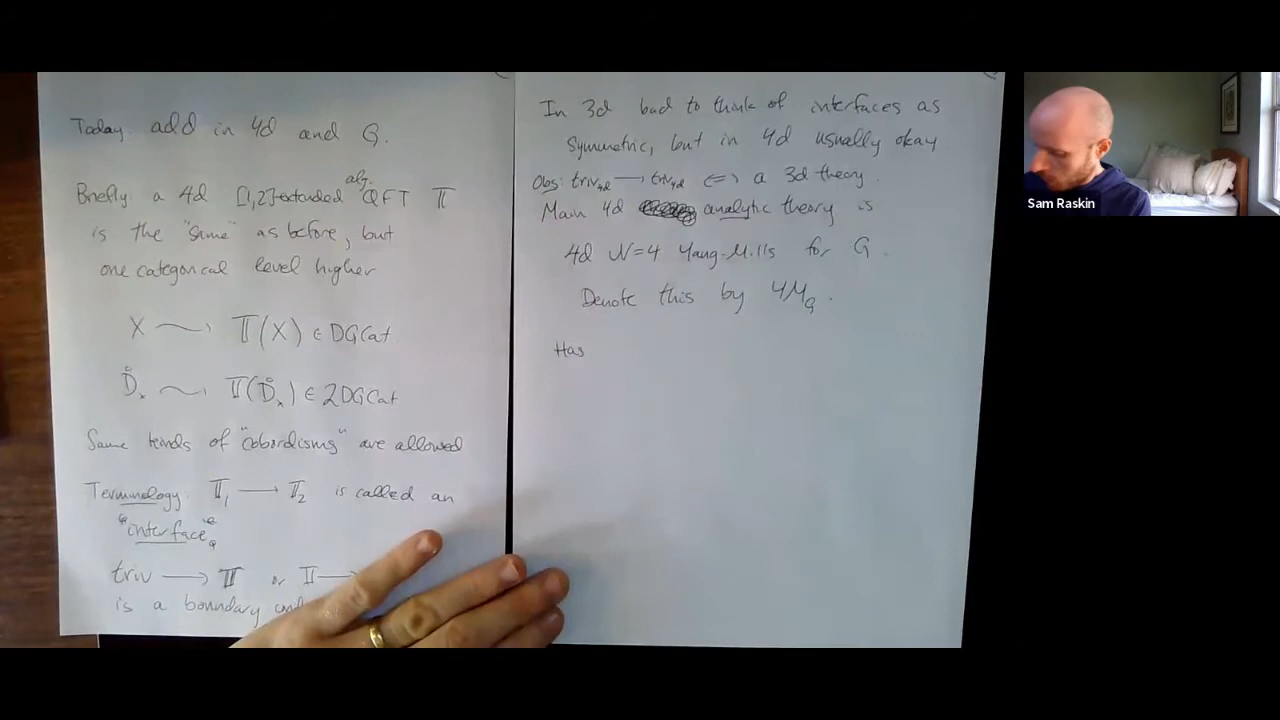 Today: add in 4d and G.
Briefly: a 4d [1,2]-extended alg. QFT 𝕋
is the "same" as before, but
one categorical level higher
X ⟿ 𝕋(X) ∈ DGCat
D̊ₓ ⟿ 𝕋(D̊ₓ) ∈ 2DGCat
Same kinds of "cobordisms" are allowed
Terminology: 𝕋₁ → 𝕋₂ is called an
"interface"
triv → 𝕋 or 𝕋 →
is a boundary
In 3d bad to think of interfaces as
symmetric, but in 4d usually okay
Obs: triv₄d → triv₄d ⇔ a 3d theory.
Main 4d analytic theory is
4d N=4 Yang-Mills for G.
Denote this by YM_G.
Has
Sam Raskin